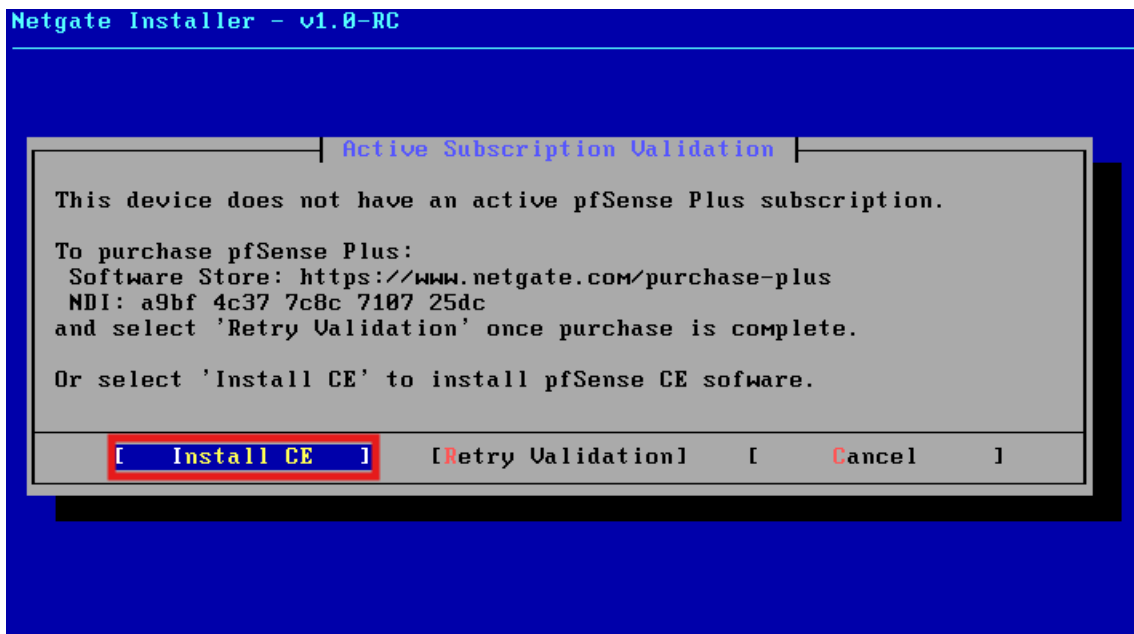 Netgate Installer - v1.0-RC
Active Subscription Validation
This device does not have an active pfSense Plus subscription.
To purchase pfSense Plus:
Software Store: https://www.netgate.com/purchase-plus
NDI: a9bf 4c37 7c8c 7107 25dc
and select 'Retry Validation' once purchase is complete.
Or select 'Install CE' to install pfSense CE sofware.
[ Install CE ] [Retry Validation] [ Cancel ]